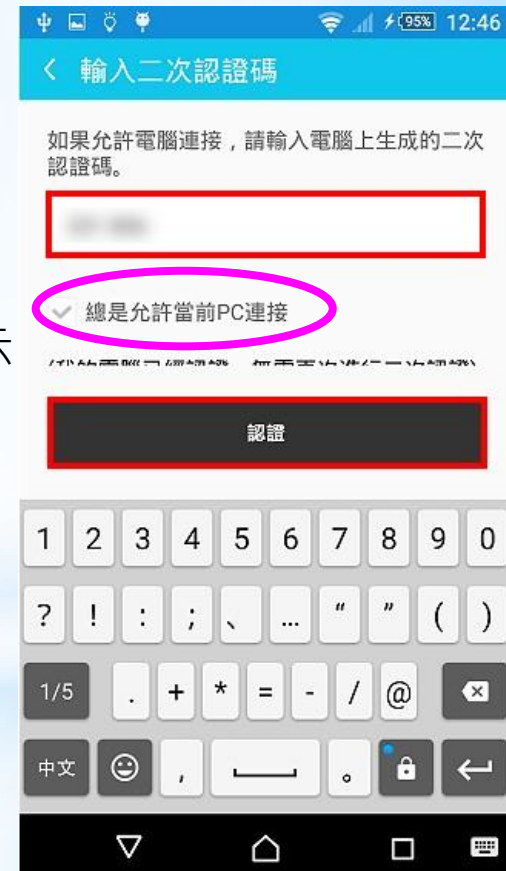 95% 12:46
輸入二次認證碼
如果允許電腦連接，請輸入電腦上生成的二次
認證碼。
總是允許當前PC連接
示
認證
1 2 3 4 5 6 7 8 9 0
? ! : ; 、 … “ ” ( )
1/5 . + * = - / @
中文 , 。